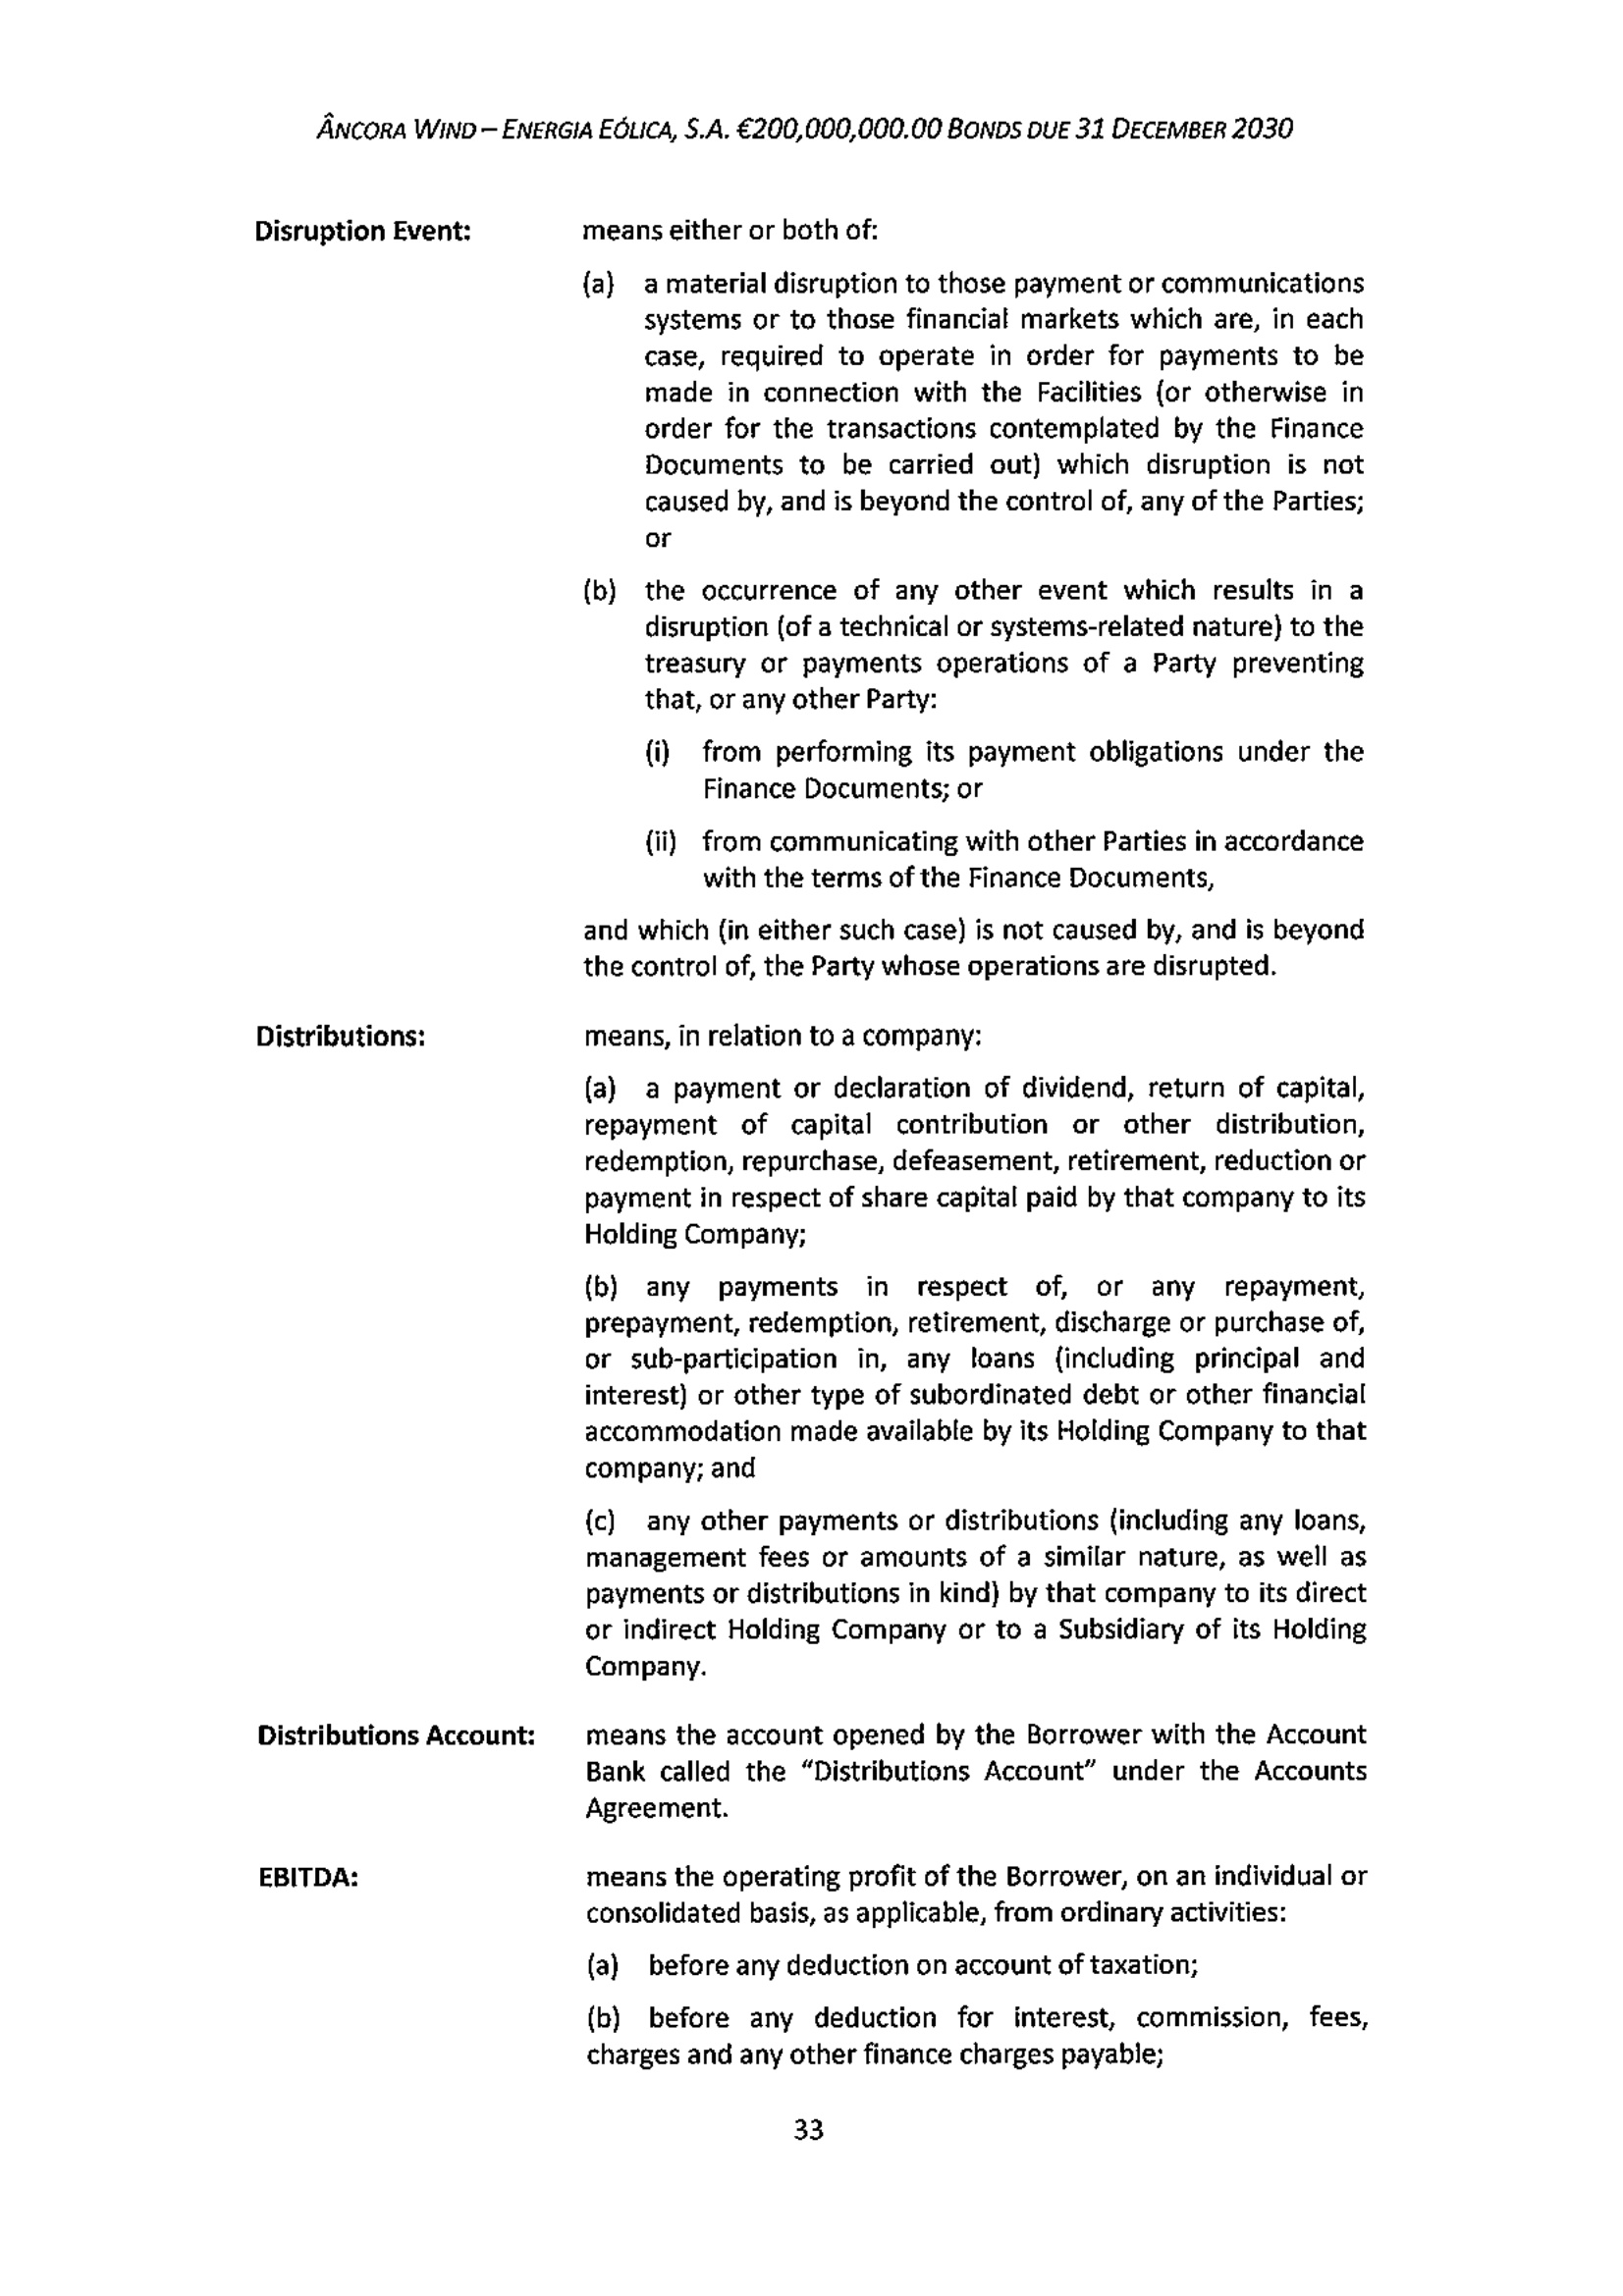 ÂNCORA WIND – ENERGIA EÓLICA, S.A. €200,000,000.00 BONDS DUE 31 DECEMBER 2030
Disruption Event: means either or both of:
(a) a material disruption to those payment or communications
systems or to those financial markets which are, in each
case, required to operate in order for payments to be
made in connection with the Facilities (or otherwise in
order for the transactions contemplated by the Finance
Documents to be carried out) which disruption is not
caused by, and is beyond the control of, any of the Parties;
or
(b) the occurrence of any other event which results in a
disruption (of a technical or systems-related nature) to the
treasury or payments operations of a Party preventing
that, or any other Party:
(i) from performing its payment obligations under the
Finance Documents; or
(ii) from communicating with other Parties in accordance
with the terms of the Finance Documents,
and which (in either such case) is not caused by, and is beyond
the control of, the Party whose operations are disrupted.
Distributions: means, in relation to a company:
(a) a payment or declaration of dividend, return of capital,
repayment of capital contribution or other distribution,
redemption, repurchase, defeasement, retirement, reduction or
payment in respect of share capital paid by that company to its
Holding Company;
(b) any payments in respect of, or any repayment,
prepayment, redemption, retirement, discharge or purchase of,
or sub-participation in, any loans (including principal and
interest) or other type of subordinated debt or other financial
accommodation made available by its Holding Company to that
company; and
(c) any other payments or distributions (including any loans,
management fees or amounts of a similar nature, as well as
payments or distributions in kind) by that company to its direct
or indirect Holding Company or to a Subsidiary of its Holding
Company.
Distributions Account: means the account opened by the Borrower with the Account
Bank called the "Distributions Account" under the Accounts
Agreement.
EBITDA: means the operating profit of the Borrower, on an individual or
consolidated basis, as applicable, from ordinary activities:
(a) before any deduction on account of taxation;
(b) before any deduction for interest, commission, fees,
charges and any other finance charges payable;
33